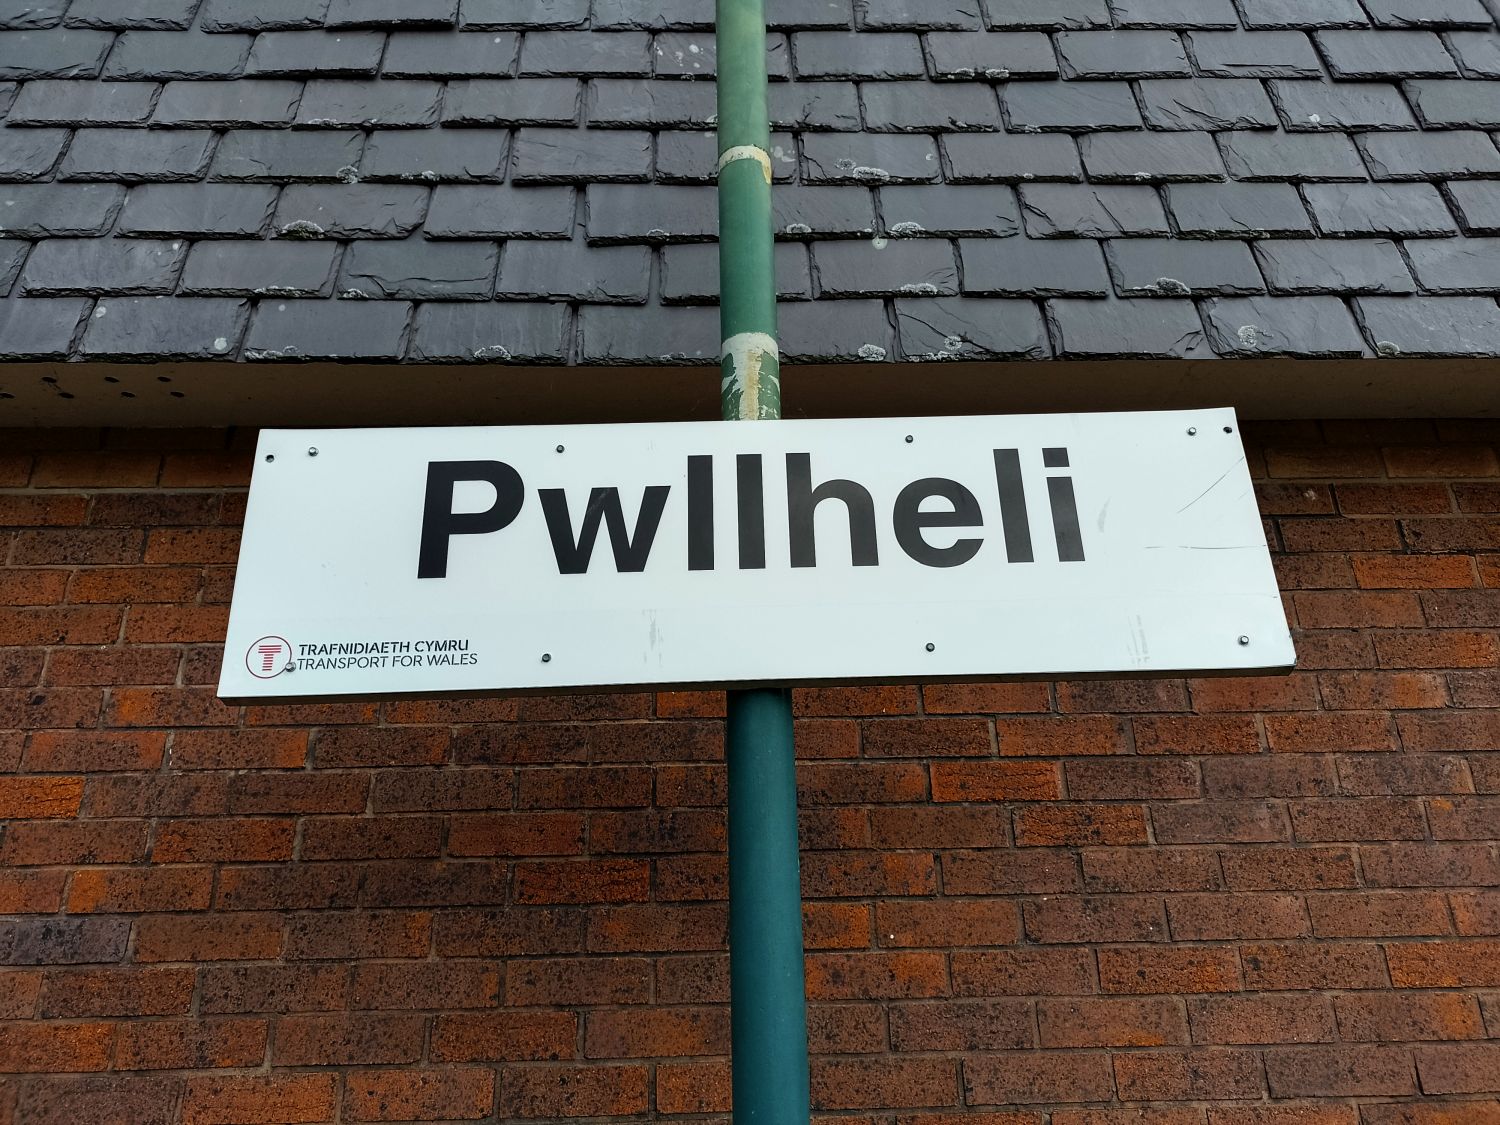 Pwllheli
TRAFNIDIAETH CYMRU
TRANSPORT FOR WALES